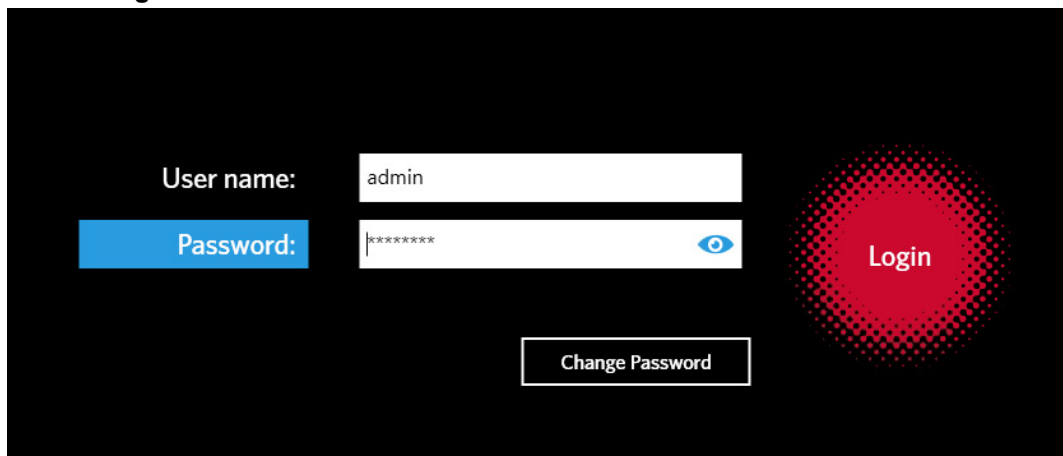 User name:
admin
Password:
********
Login
Change Password